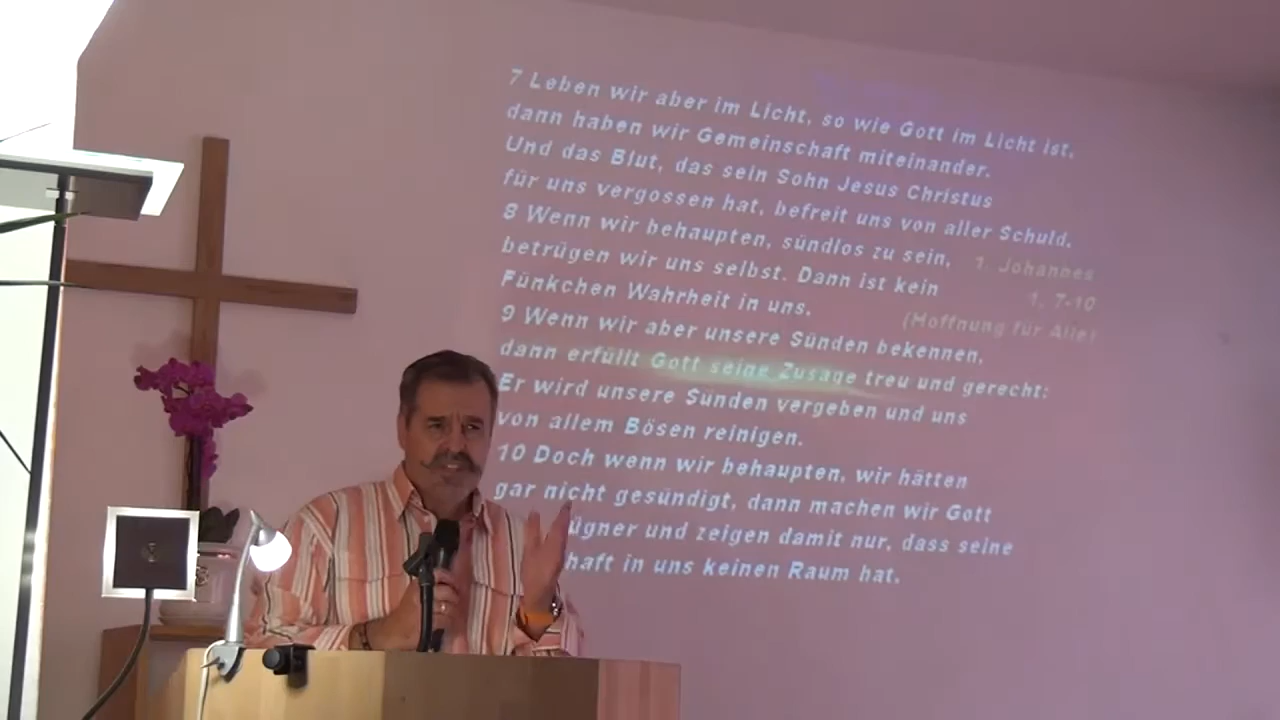 7 Leben wir aber im Licht, so wie Gott im Licht ist,
dann haben wir Gemeinschaft miteinander.
Und das Blut, das sein Sohn Jesus Christus
für uns vergossen hat, befreit uns von aller Schuld.
8 Wenn wir behaupten, sündlos zu sein,
betrügen wir uns selbst. Dann ist kein
Fünkchen Wahrheit in uns.
1. Johannes
1, 7-10
(Hoffnung für Alle)
9 Wenn wir aber unsere Sünden bekennen,
dann erfüllt Gott seine Zusage treu und gerecht:
Er wird unsere Sünden vergeben und uns
von allem Bösen reinigen.
10 Doch wenn wir behaupten, wir hätten
gar nicht gesündigt, dann machen wir Gott
ügner und zeigen damit nur, dass seine
haft in uns keinen Raum hat.